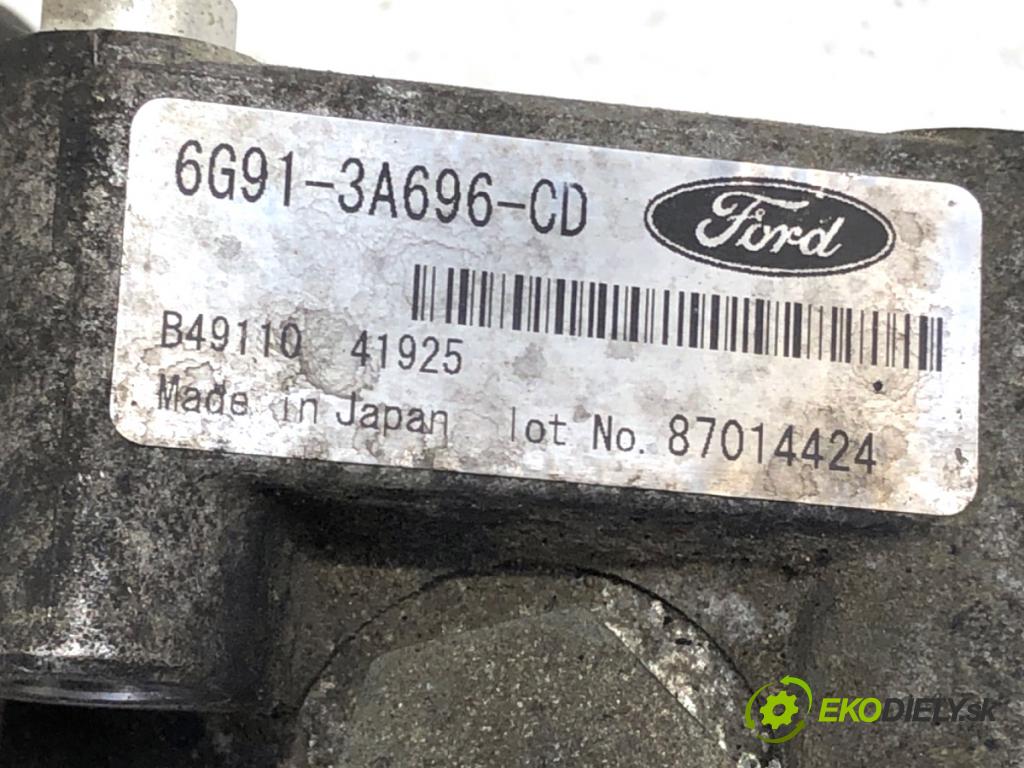 6G91-3A696-CD
Ford
B49110 41925
Made in Japan lot No. 87014424
EKODIELY.sk